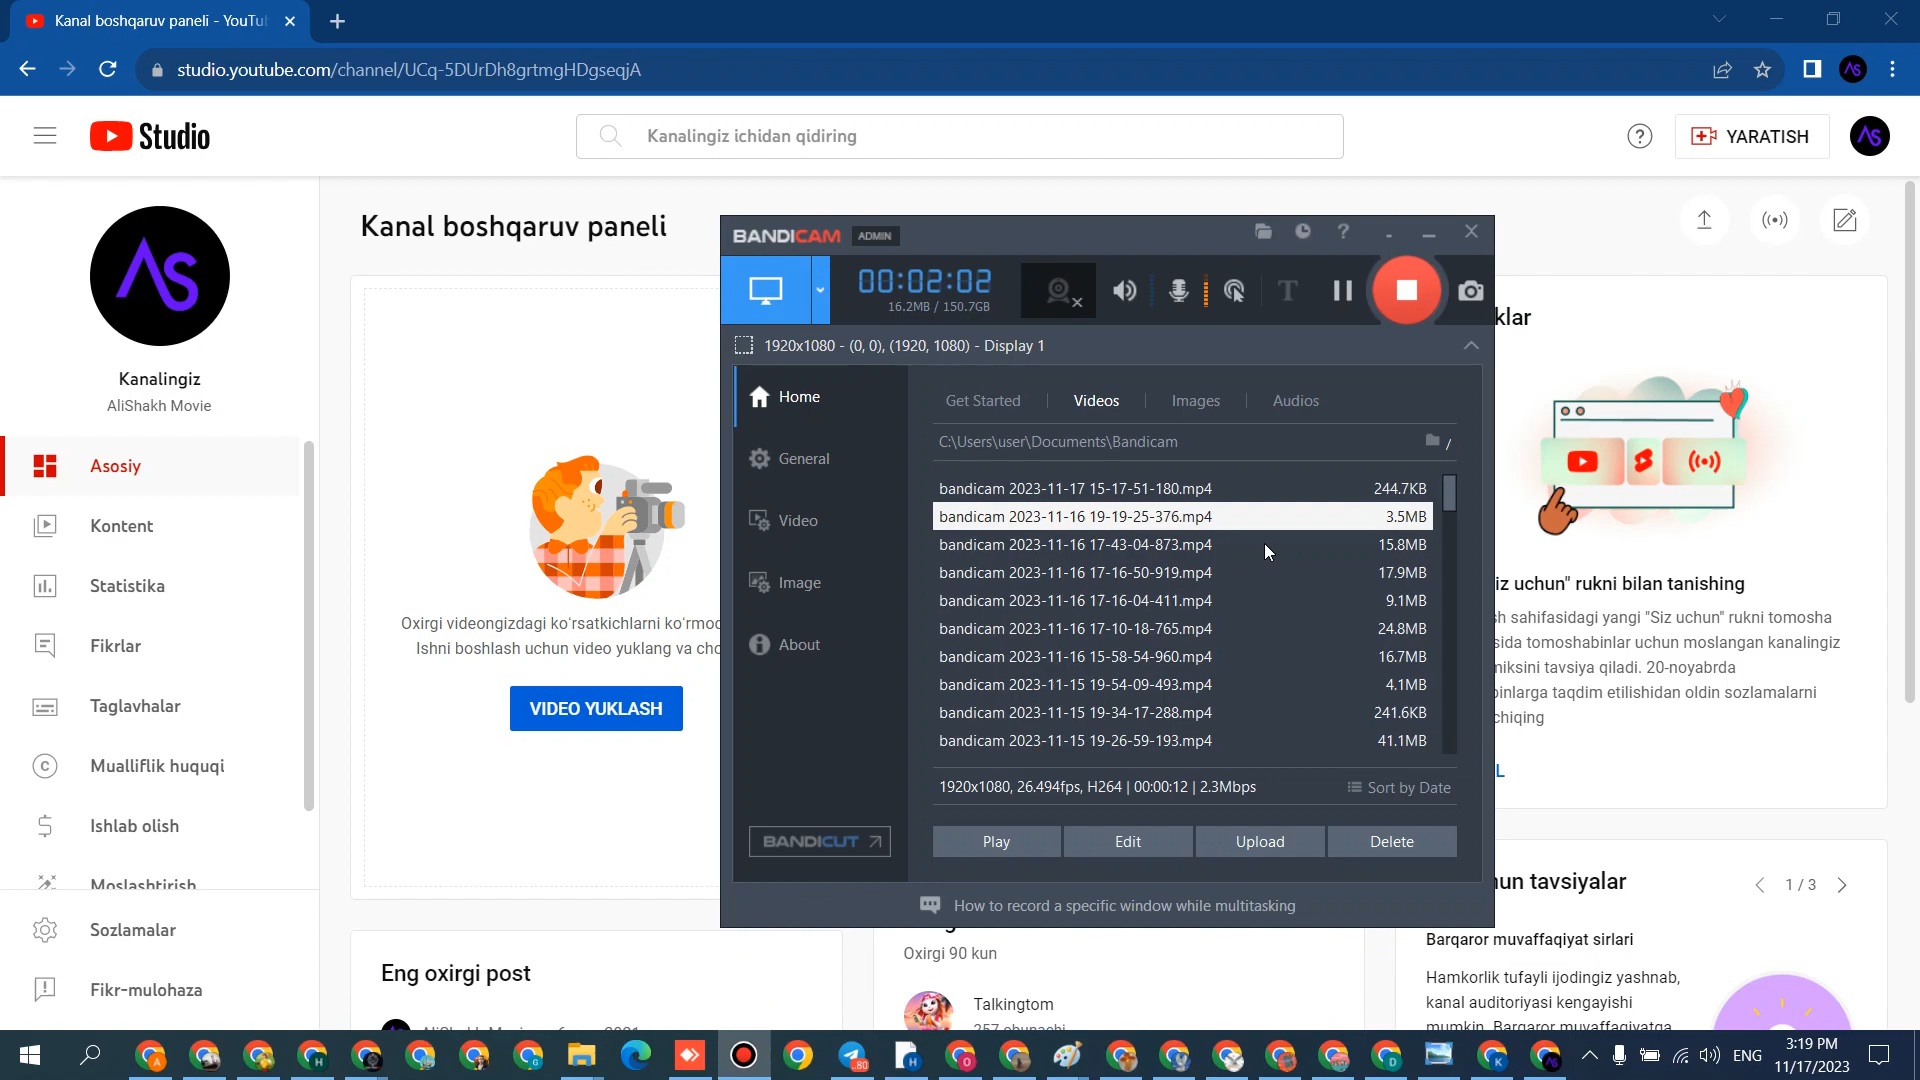 Kanal boshqaruv paneli - YouTu
studio.youtube.com/channel/UCq-5DUrDh8grtmgHDgseqjA
Studio
Kanalingiz ichidan qidiring
YARATISH
Kanalingiz
AliShakh Movie
Asosiy
Kontent
Statistika
Fikrlar
Taglavhalar
Mualliflik huquqi
Ishlab olish
Moslashtirish
Sozlamalar
Fikr-mulohaza
Kanal boshqaruv paneli
Oxirgi videongizdagi koʻrsatkichlarni koʻrmoq
Ishni boshlash uchun video yuklang va cho
VIDEO YUKLASH
Eng oxirgi post
BANDICAM ADMIN
00:02:02
16.2MB / 150.7GB
1920x1080 - (0, 0), (1920, 1080) - Display 1
Home
General
Video
Image
About
BANDICUT
Get Started
Videos
Images
Audios
C:\Users\user\Documents\Bandicam
bandicam 2023-11-17 15-17-51-180.mp4 244.7KB
bandicam 2023-11-16 19-19-25-376.mp4 3.5MB
bandicam 2023-11-16 17-43-04-873.mp4 15.8MB
bandicam 2023-11-16 17-16-50-919.mp4 17.9MB
bandicam 2023-11-16 17-16-04-411.mp4 9.1MB
bandicam 2023-11-16 17-10-18-765.mp4 24.8MB
bandicam 2023-11-16 15-58-54-960.mp4 16.7MB
bandicam 2023-11-15 19-54-09-493.mp4 4.1MB
bandicam 2023-11-15 19-34-17-288.mp4 241.6KB
bandicam 2023-11-15 19-26-59-193.mp4 41.1MB
1920x1080, 26.494fps, H264 | 00:00:12 | 2.3Mbps
Sort by Date
Play
Edit
Upload
Delete
How to record a specific window while multitasking
Oxirgi 90 kun
Talkingtom
257 obunachi
klar
iz uchun" rukni bilan tanishing
sh sahifasidagi yangi "Siz uchun" rukni tomosha
sida tomoshabinlar uchun moslangan kanalingiz
miksini tavsiya qiladi. 20-noyabrda
binlarga taqdim etilishidan oldin sozlamalarni
chiqing
L
hun tavsiyalar
1 / 3
Barqaror muvaffaqiyat sirlari
Hamkorlik tufayli ijodingiz yashnab,
kanal auditoriyasi kengayishi
mumkin. Barqaror muvaffaqiyatga
ENG
3:19 PM
11/17/2023